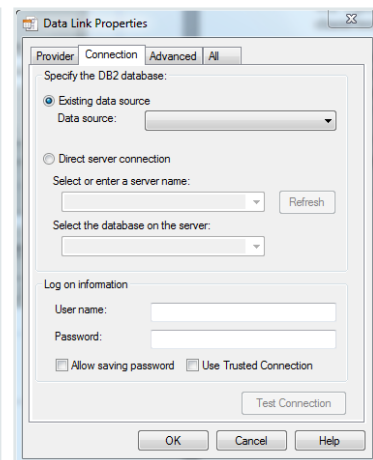 Data Link Properties
Provider Connection Advanced All
Specify the DB2 database:
Existing data source
Data source:
Direct server connection
Select or enter a server name:
Refresh
Select the database on the server:
Log on information
User name:
Password:
Allow saving password Use Trusted Connection
Test Connection
OK Cancel Help